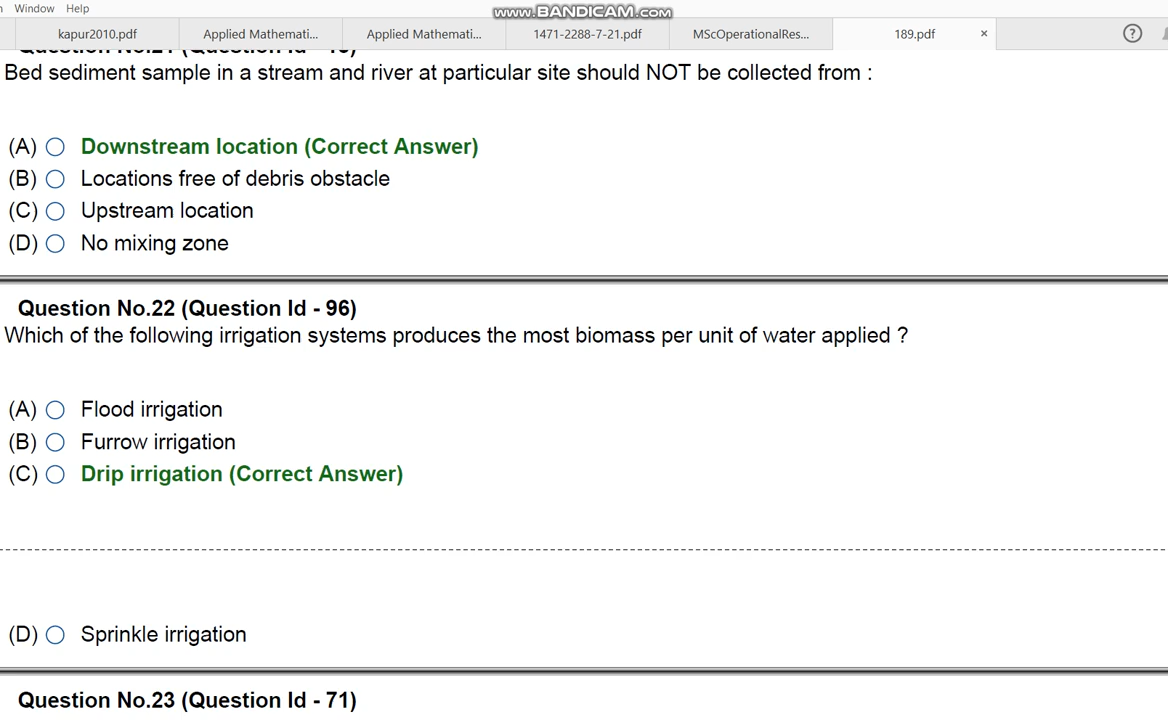 Window Help
www.BANDICAM.com
kapur2010.pdf Applied Mathemati... Applied Mathemati... 1471-2288-7-21.pdf MScOperationalRes... 189.pdf ×
Bed sediment sample in a stream and river at particular site should NOT be collected from :
(A) Downstream location (Correct Answer)
(B) Locations free of debris obstacle
(C) Upstream location
(D) No mixing zone
Question No.22 (Question Id - 96)
Which of the following irrigation systems produces the most biomass per unit of water applied ?
(A) Flood irrigation
(B) Furrow irrigation
(C) Drip irrigation (Correct Answer)
(D) Sprinkle irrigation
Question No.23 (Question Id - 71)